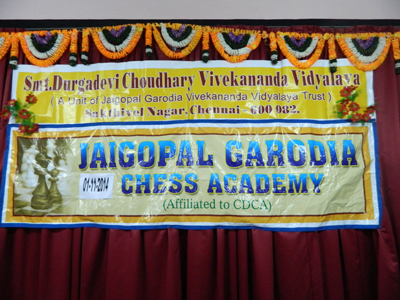 Smt.Durgadevi Choudhary Vivekananda Vidyalaya
( A Unit of Jaigopal Garodia Vivekananda Vidyalaya Trust )
Sakthivel Nagar, Chennai - 600 082.
JAIGOPAL GARODIA
01-11-2014
CHESS ACADEMY
(Affiliated to CDCA)